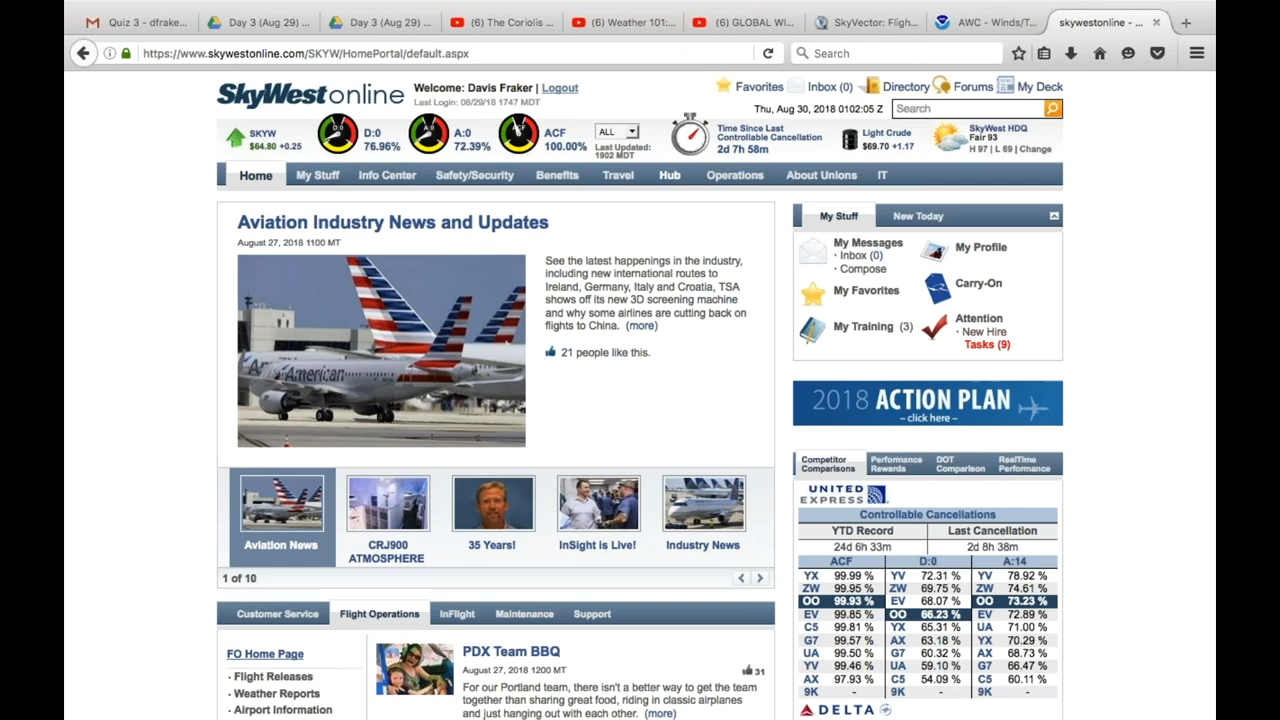 Quiz 3 - dfrake...
Day 3 (Aug 29) ...
Day 3 (Aug 29) ...
(6) The Coriolis ...
(6) Weather 101:...
(6) GLOBAL WI...
SkyVector: Fligh...
AWC - Winds/T...
skywestonline - ...
https://www.skywestonline.com/SKYW/HomePortal/default.aspx
Search
SkyWest online
Welcome: Davis Fraker | Logout
Last Login: 08/29/18 1747 MDT
Favorites
Inbox (0)
Directory
Forums
My Deck
Thu, Aug 30, 2018 0102:05 Z
Search
SKYW
$64.80 +0.25
D:0
D:0
76.96%
A:0
A:0
72.39%
ACF
ACF
100.00%
ALL
Last Updated:
1902 MDT
Time Since Last
Controllable Cancellation
2d 7h 58m
Light Crude
$69.70 +1.17
SkyWest HDQ
Fair 93
H 97 | L 69 | Change
Home
My Stuff
Info Center
Safety/Security
Benefits
Travel
Hub
Operations
About Unions
IT
Aviation Industry News and Updates
August 27, 2018 1100 MT
American
See the latest happenings in the industry,
including new international routes to
Ireland, Germany, Italy and Croatia, TSA
shows off its new 3D screening machine
and why some airlines are cutting back on
flights to China. (more)
21 people like this.
Aviation News
CRJ900
ATMOSPHERE
35 Years!
InSight is Live!
Industry News
1 of 10
Customer Service
Flight Operations
InFlight
Maintenance
Support
FO Home Page
· Flight Releases
· Weather Reports
· Airport Information
PDX Team BBQ
August 27, 2018 1200 MT
31
For our Portland team, there isn't a better way to get the team
together than sharing great food, riding in classic airplanes
and just hanging out with each other. (more)
My Stuff
New Today
My Messages
· Inbox (0)
· Compose
My Favorites
My Training (3)
My Profile
Carry-On
Attention
· New Hire
Tasks (9)
2018 ACTION PLAN
– click here –
Competitor
Comparisons
Performance
Rewards
DOT
Comparison
RealTime
Performance
UNITED
EXPRESS
Controllable Cancellations
YTD Record
Last Cancellation
24d 6h 33m
2d 8h 38m
ACF D:0 A:14
YX 99.99 % YV 72.31 % YV 78.92 %
ZW 99.95 % ZW 69.75 % ZW 74.61 %
OO 99.93 % EV 68.07 % OO 73.23 %
EV 99.85 % OO 66.23 % EV 72.89 %
C5 99.81 % YX 65.31 % UA 71.00 %
G7 99.57 % AX 63.18 % YX 70.29 %
UA 99.50 % G7 60.32 % AX 68.73 %
YV 99.46 % UA 59.10 % G7 66.47 %
AX 97.93 % C5 54.09 % C5 60.11 %
9K - 9K - 9K -
DELTA